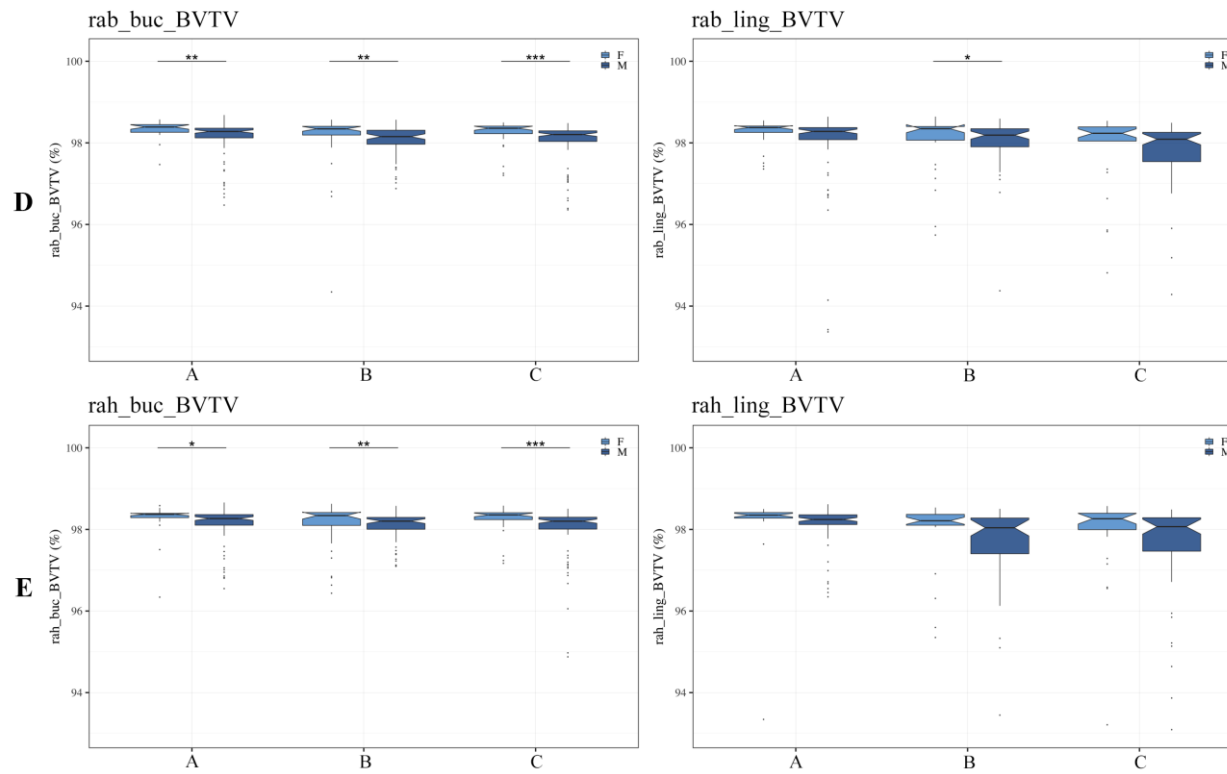 rab_buc_BVTV
rab_ling_BVTV
D
rab_buc_BVTV (%)
100
98
96
94
** ** ***
F
M
A B C
rab_ling_BVTV (%)
100
98
96
94
*
F
M
A B C
rah_buc_BVTV
rah_ling_BVTV
E
rah_buc_BVTV (%)
100
98
96
94
* ** ***
F
M
A B C
rah_ling_BVTV (%)
100
98
96
94
F
M
A B C